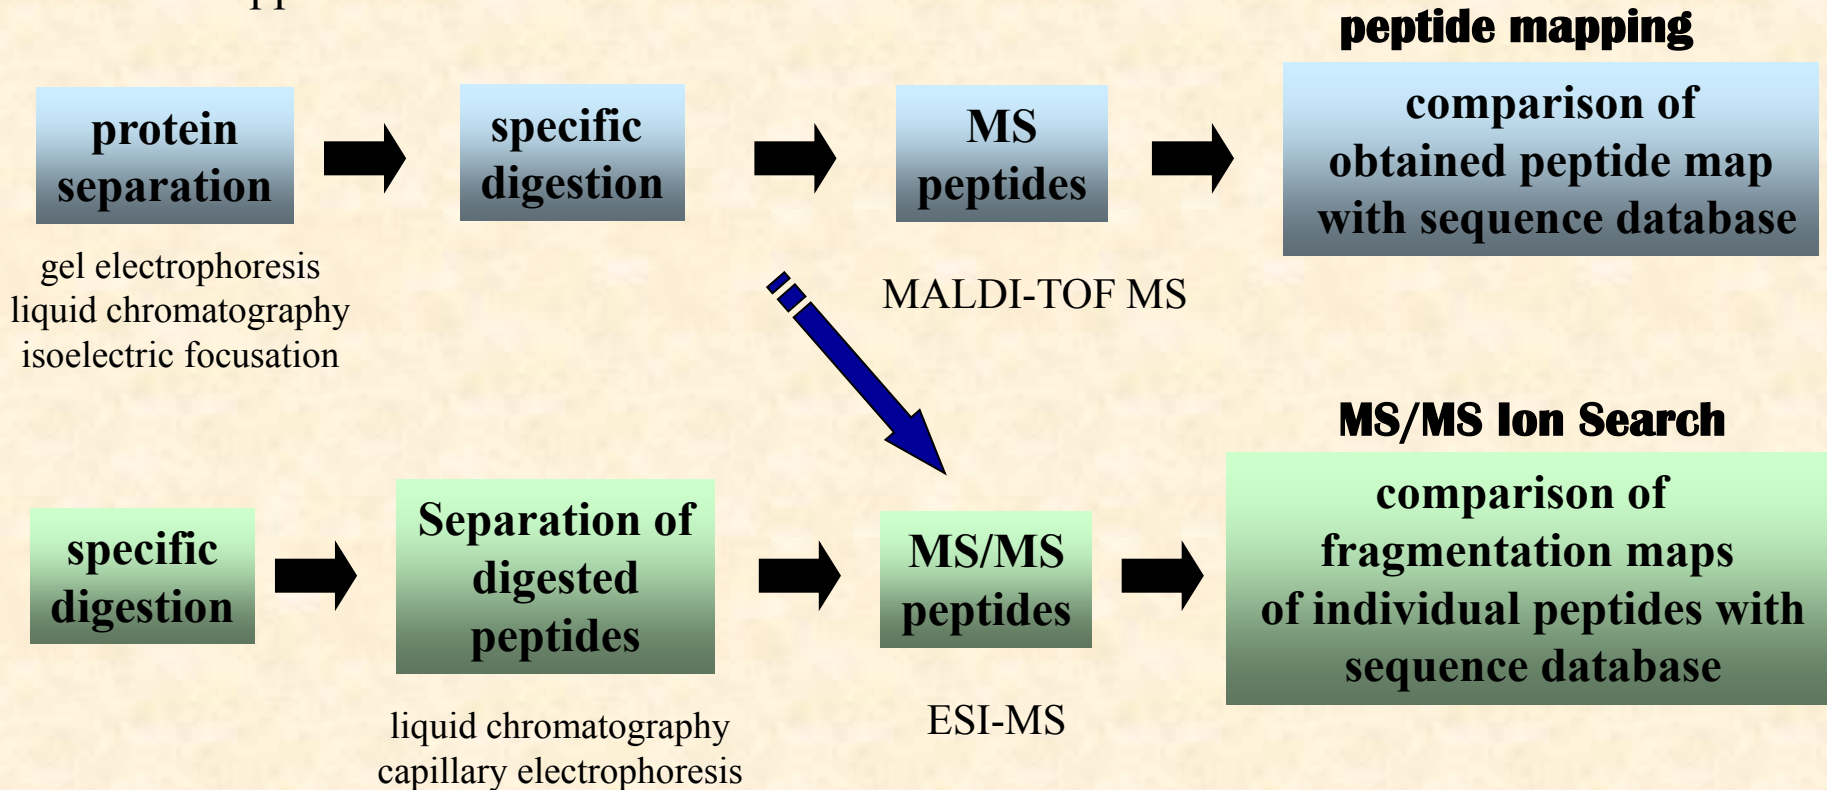 peptide mapping
protein
separation
specific
digestion
MS
peptides
comparison of
obtained peptide map
with sequence database
gel electrophoresis
liquid chromatography
isoelectric focusation
MALDI-TOF MS
MS/MS Ion Search
specific
digestion
Separation of
digested
peptides
MS/MS
peptides
comparison of
fragmentation maps
of individual peptides with
sequence database
liquid chromatography
capillary electrophoresis
ESI-MS